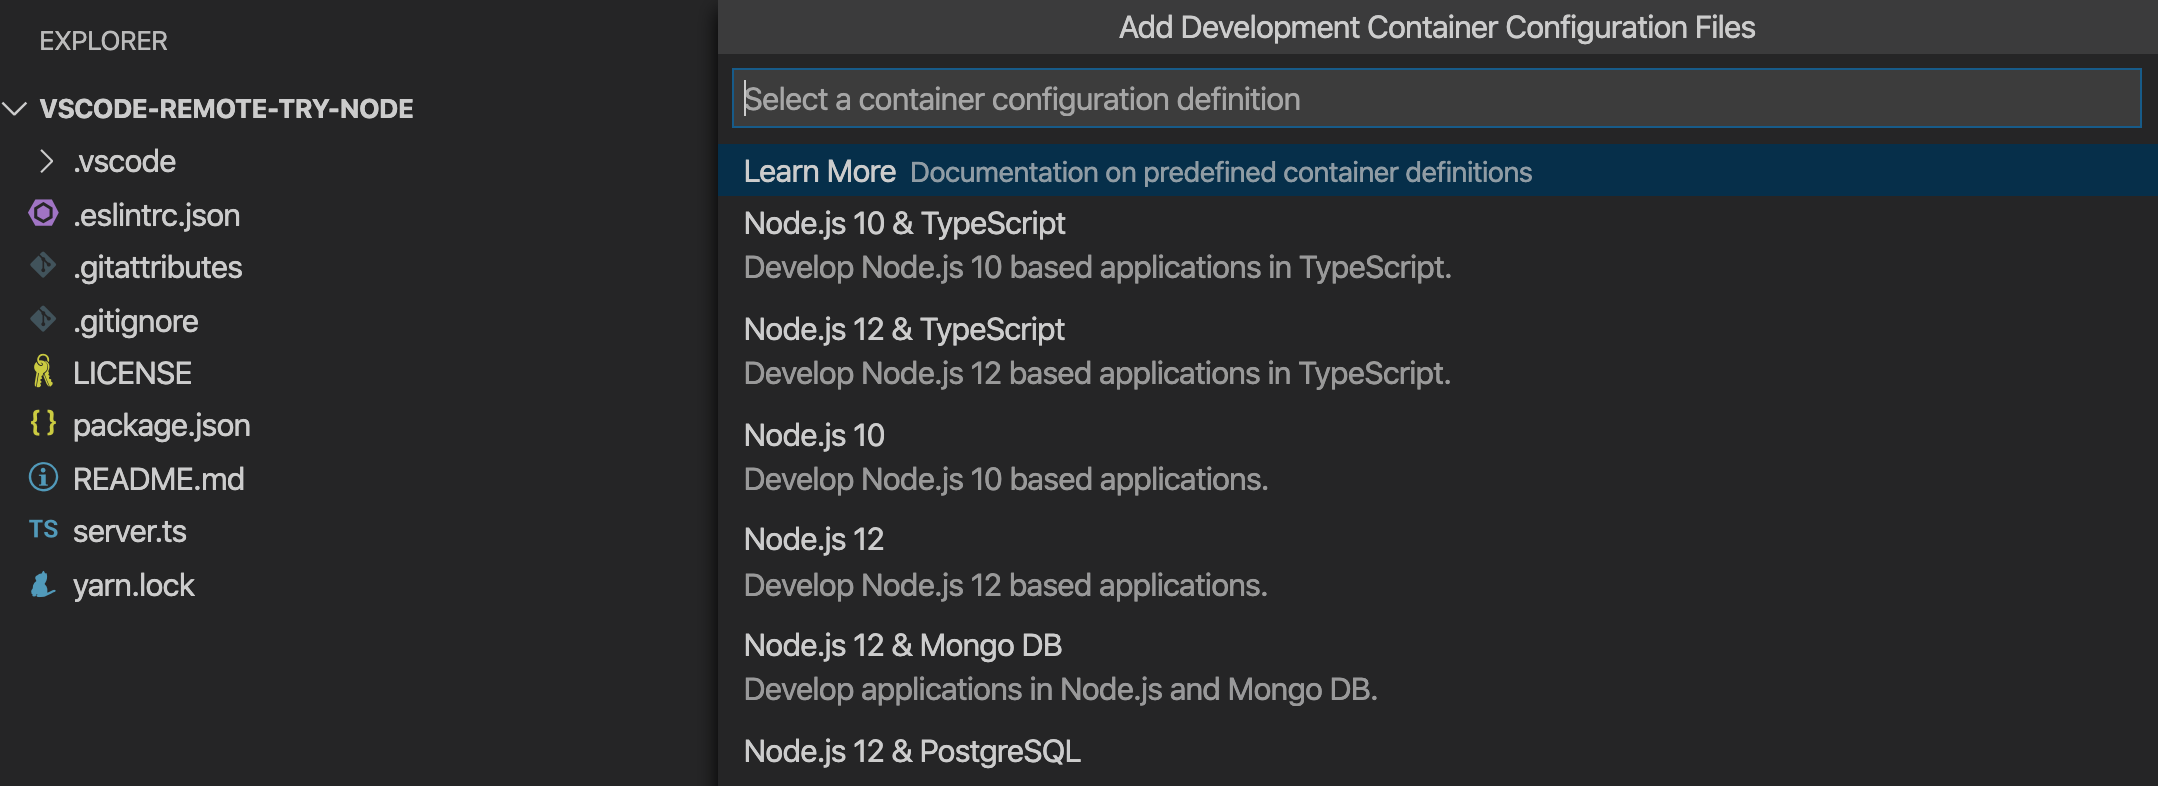 EXPLORER
VSCODE-REMOTE-TRY-NODE
.vscode
.eslintrc.json
.gitattributes
.gitignore
LICENSE
package.json
README.md
TS server.ts
yarn.lock
Add Development Container Configuration Files
Select a container configuration definition
Learn More Documentation on predefined container definitions
Node.js 10 & TypeScript
Develop Node.js 10 based applications in TypeScript.
Node.js 12 & TypeScript
Develop Node.js 12 based applications in TypeScript.
Node.js 10
Develop Node.js 10 based applications.
Node.js 12
Develop Node.js 12 based applications.
Node.js 12 & Mongo DB
Develop applications in Node.js and Mongo DB.
Node.js 12 & PostgreSQL